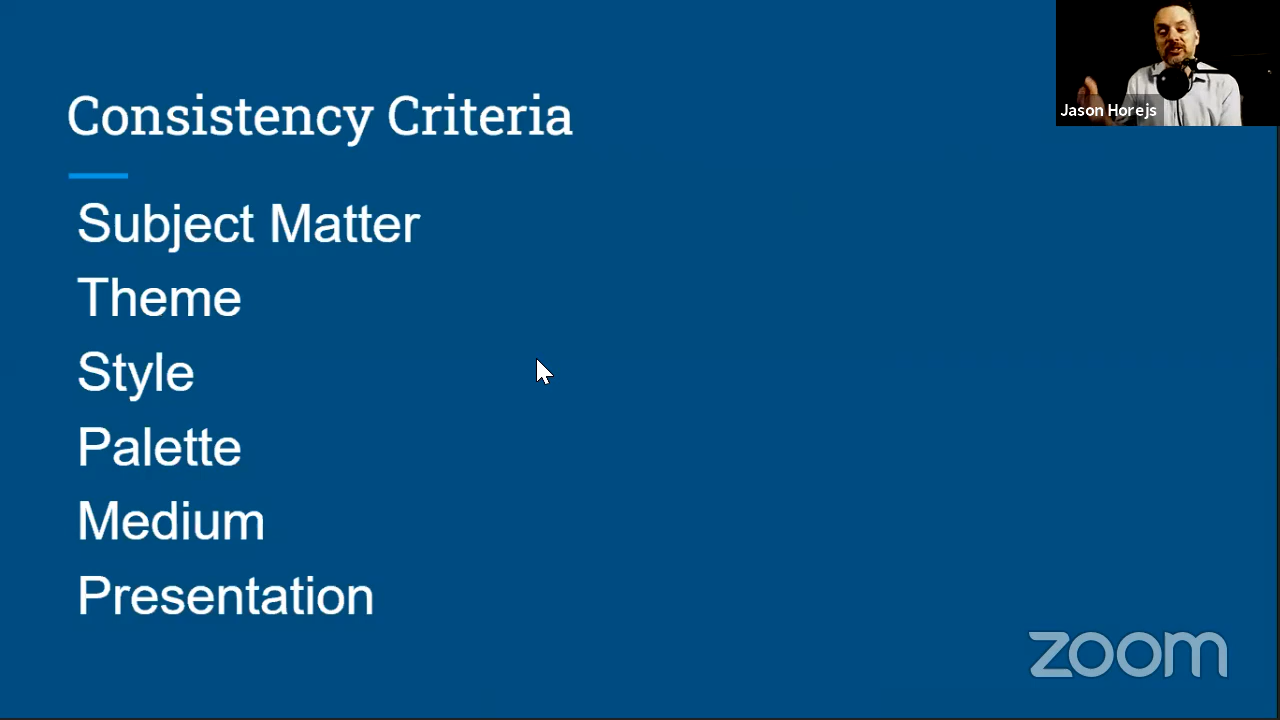 Consistency Criteria
Jason Horejs
Subject Matter
Theme
Style
Palette
Medium
Presentation
zoom